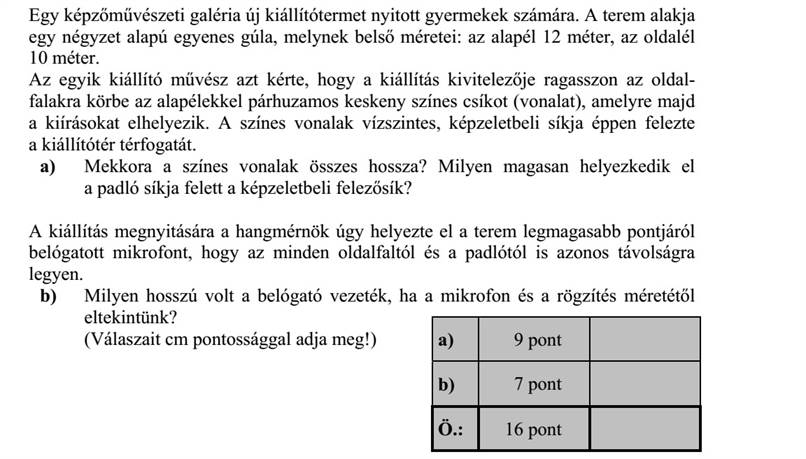 Egy képzőművészeti galéria új kiállítótermet nyitott gyermekek számára. A terem alakja
egy négyzet alapú egyenes gúla, melynek belső méretei: az alapél 12 méter, az oldalél
10 méter.
Az egyik kiállító művész azt kérte, hogy a kiállítás kivitelezője ragasszon az oldal-
falakra körbe az alapélekkel párhuzamos keskeny színes csíkot (vonalat), amelyre majd
a kiírásokat elhelyezik. A színes vonalak vízszintes, képzeletbeli síkja éppen felezte
a kiállítótér térfogatát.
a) Mekkora a színes vonalak összes hossza? Milyen magasan helyezkedik el
a padló síkja felett a képzeletbeli felezősík?
A kiállítás megnyitására a hangmérnök úgy helyezte el a terem legmagasabb pontjáról
belógatott mikrofont, hogy az minden oldalfaltól és a padlótól is azonos távolságra
legyen.
b) Milyen hosszú volt a belógató vezeték, ha a mikrofon és a rögzítés méretétől
eltekintünk?
(Válaszait cm pontossággal adja meg!)
a) 9 pont
b) 7 pont
Ö.: 16 pont